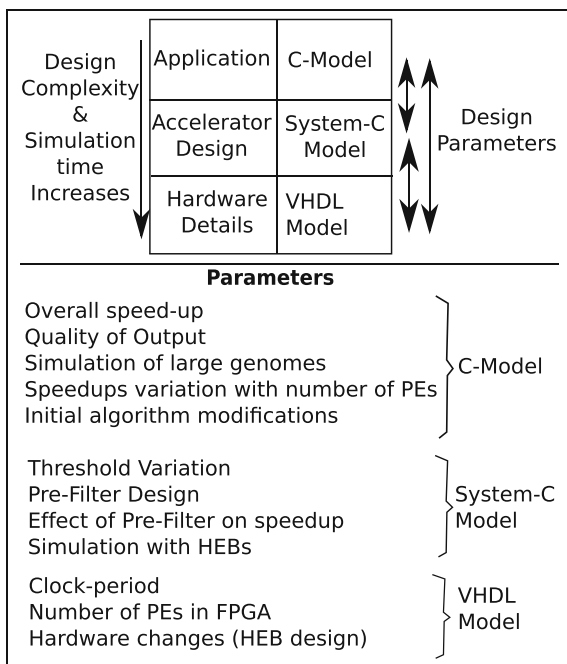 Design
Complexity
&
Simulation
time
Increases
Application
C-Model
Accelerator
Design
System-C
Model
Hardware
Details
VHDL
Model
Design
Parameters
Parameters
Overall speed-up
Quality of Output
Simulation of large genomes
Speedups variation with number of PEs
Initial algorithm modifications
C-Model
Threshold Variation
Pre-Filter Design
Effect of Pre-Filter on speedup
Simulation with HEBs
System-C
Model
Clock-period
Number of PEs in FPGA
Hardware changes (HEB design)
VHDL
Model